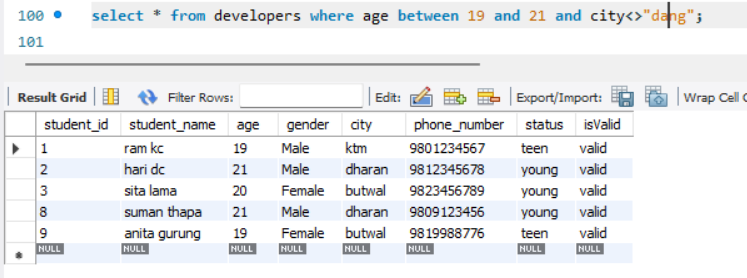 100 select * from developers where age between 19 and 21 and city<>"dang";
101
Result Grid Filter Rows: Edit: Export/Import: Wrap Cell C
student_id student_name age gender city phone_number status isValid
1 ram kc 19 Male ktm 9801234567 teen valid
2 hari dc 21 Male dharan 9812345678 young valid
3 sita lama 20 Female butwal 9823456789 young valid
8 suman thapa 21 Male dharan 9809123456 young valid
9 anita gurung 19 Female butwal 9819988776 teen valid
NULL NULL NULL NULL NULL NULL NULL NULL